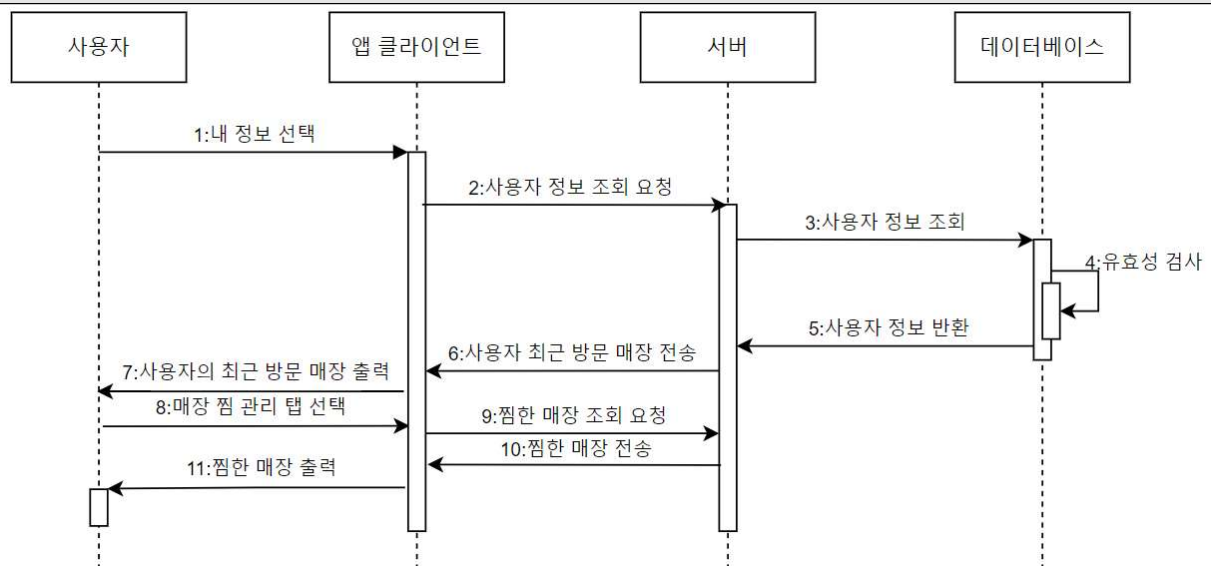 사용자
앱 클라이언트
서버
데이터베이스
1:내 정보 선택
2:사용자 정보 조회 요청
3:사용자 정보 조회
4:유효성 검사
5:사용자 정보 반환
6:사용자 최근 방문 매장 전송
7:사용자의 최근 방문 매장 출력
8:매장 찜 관리 탭 선택
9:찜한 매장 조회 요청
10:찜한 매장 전송
11:찜한 매장 출력